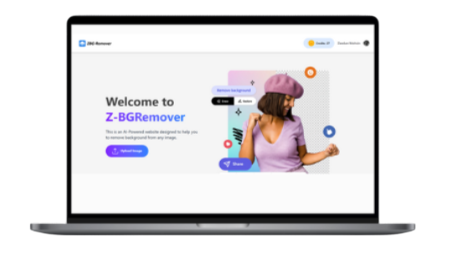 ZBG Remover
Remove background
Welcome to
Z-BGRemover
This is an AI Powered website designed to help you
to remove background from any image.
Upload Image